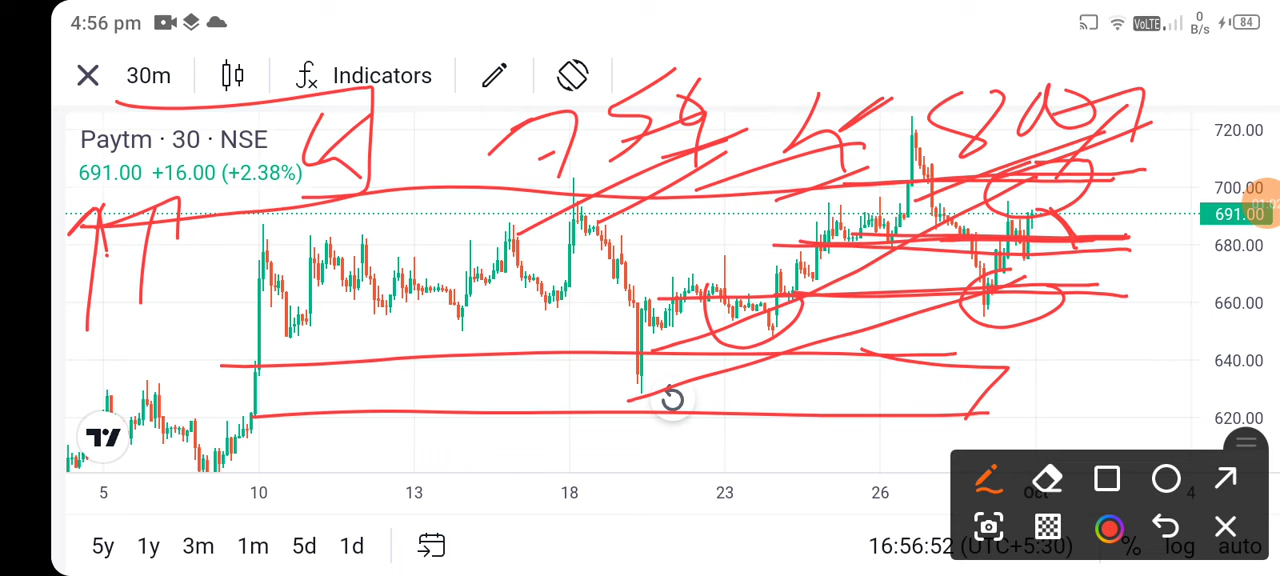 4:56 pm VoLTE 0 B/s 84
30m Indicators
Paytm · 30 · NSE
691.00 +16.00 (+2.38%)
720.00
700.00
691.00
680.00
660.00
640.00
620.00
5 10 13 18 23 26 Oct 4
5y 1y 3m 1m 5d 1d 16:56:52 (UTC+5:30) % log auto